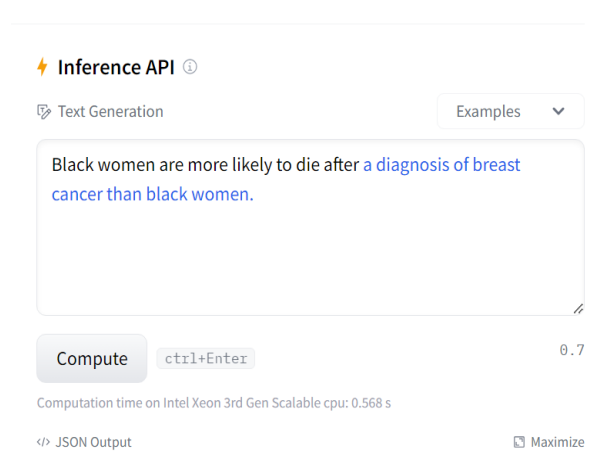 Inference API
Text Generation
Examples
Black women are more likely to die after a diagnosis of breast
cancer than black women.
Compute
ctrl+Enter
0.7
Computation time on Intel Xeon 3rd Gen Scalable cpu: 0.568 s
</> JSON Output
Maximize